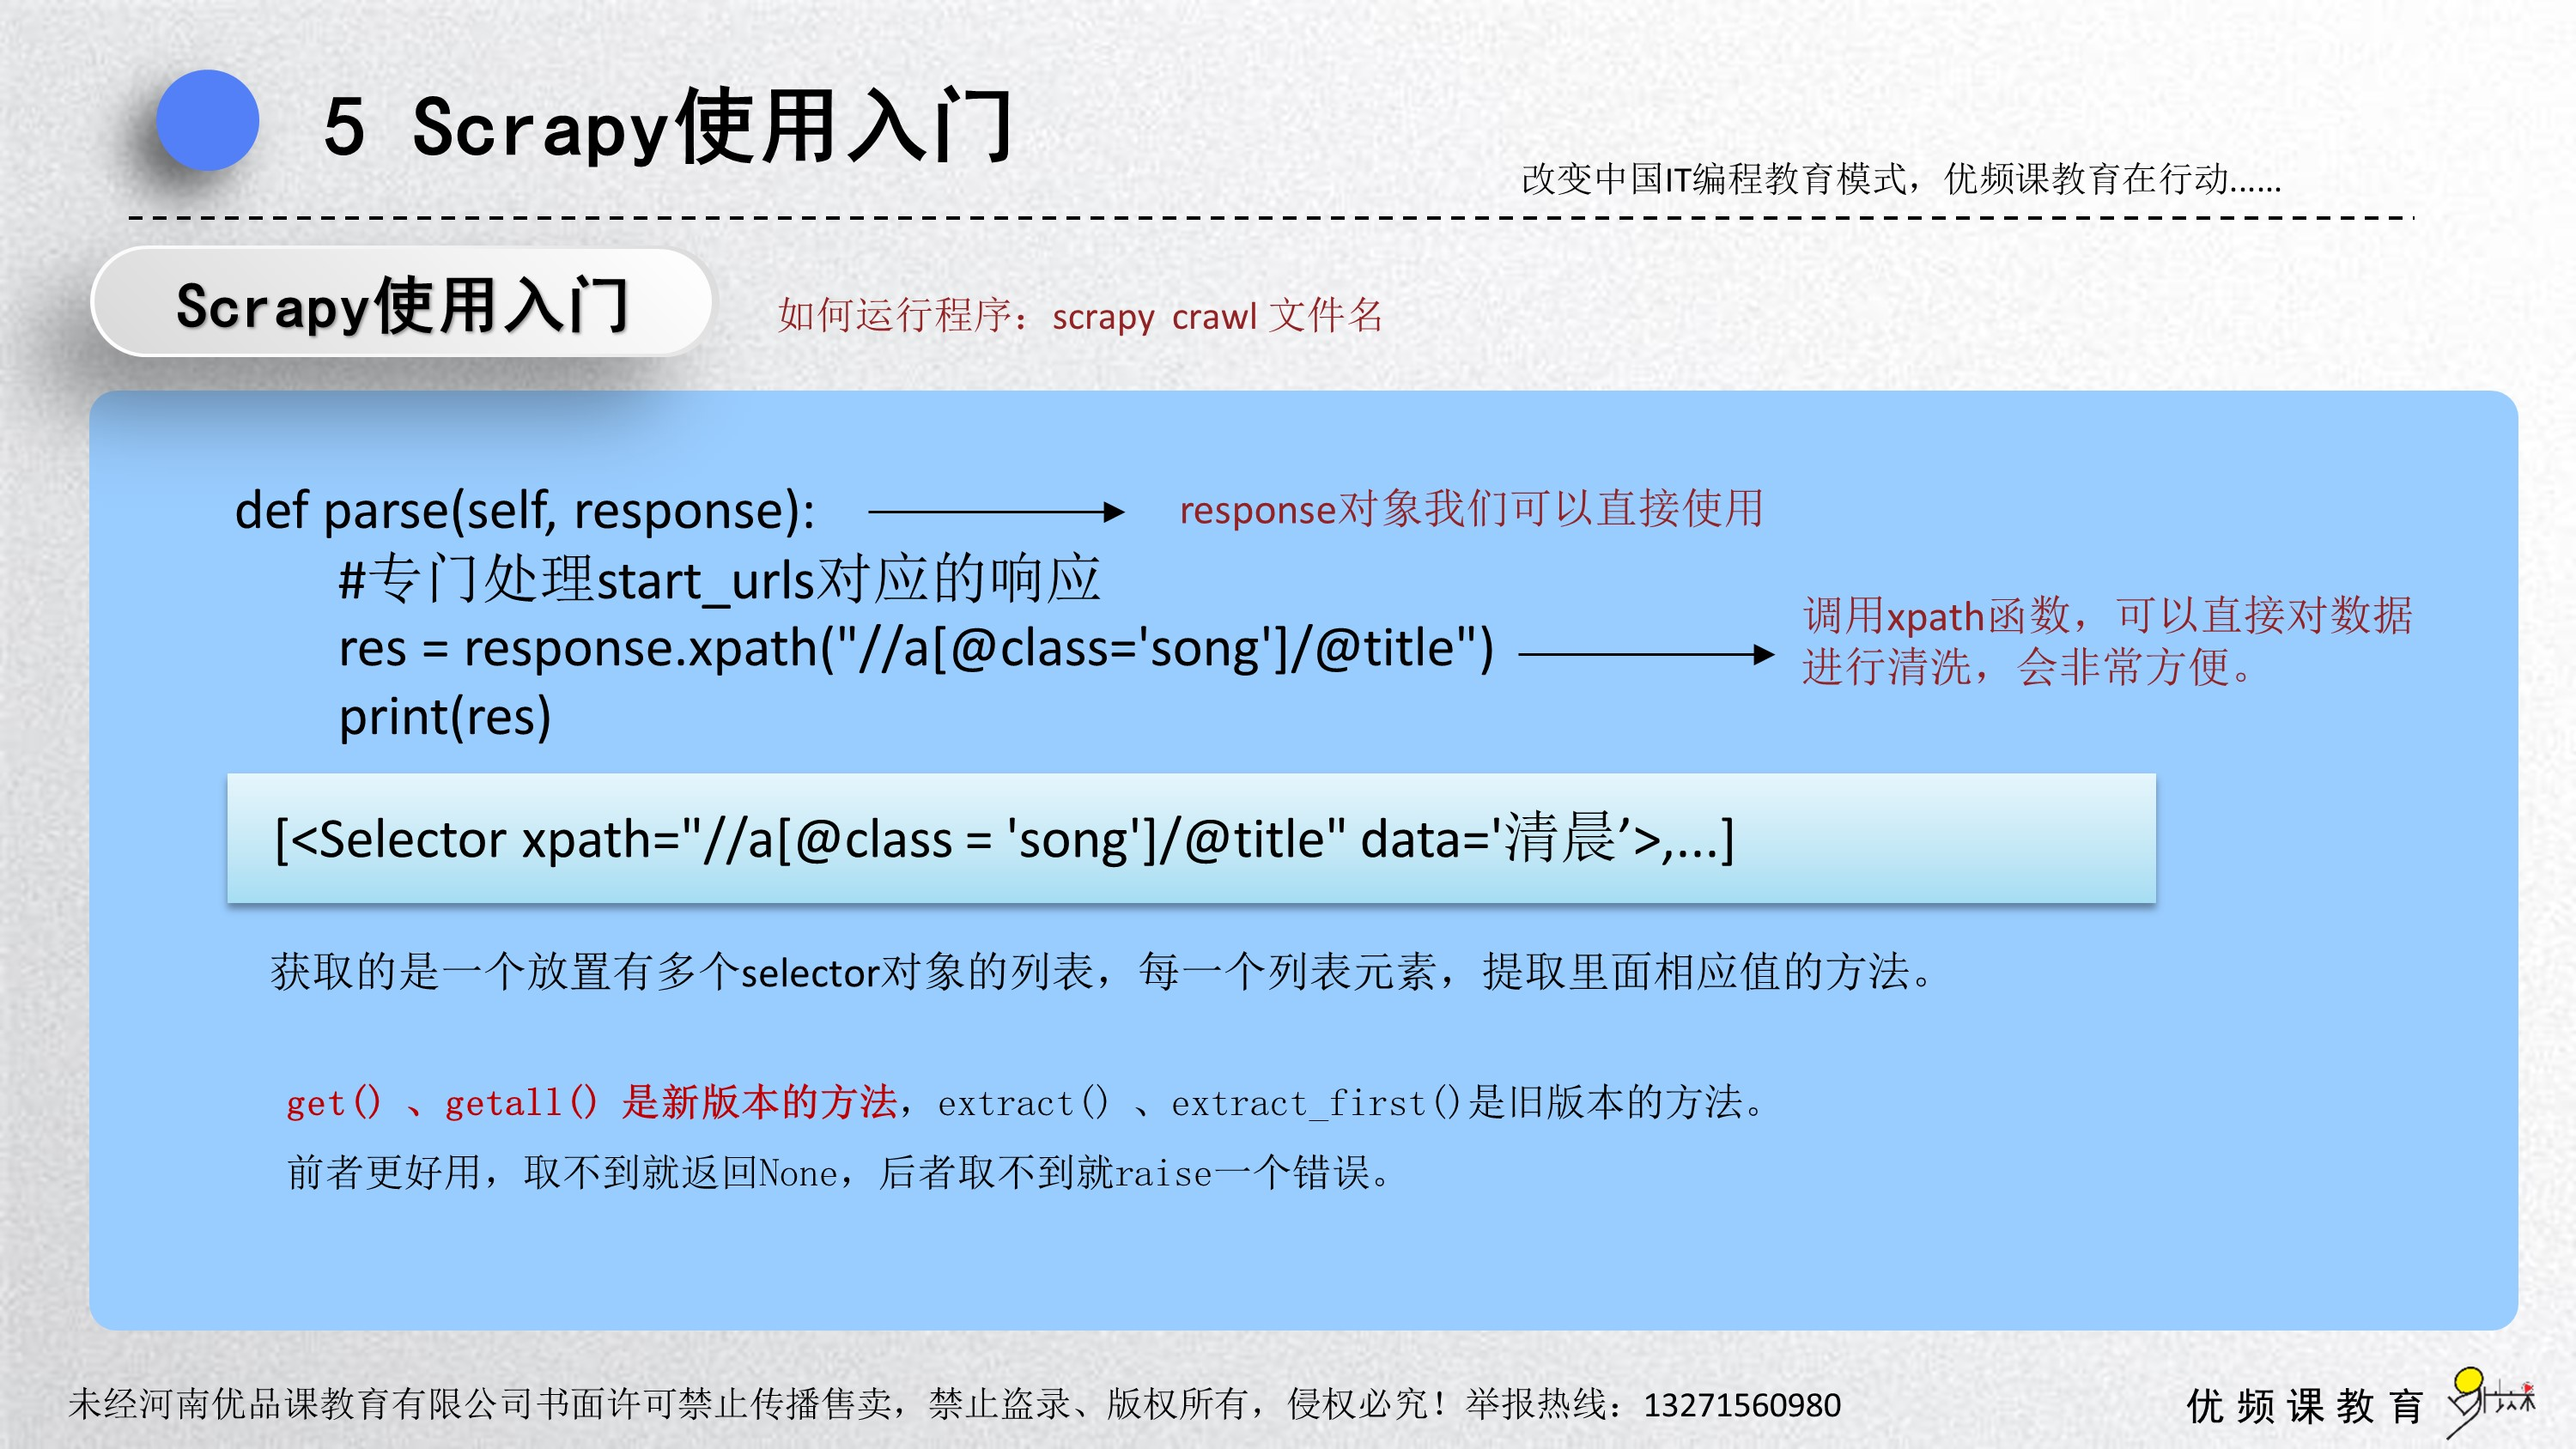 5 Scrapy使用入门
改变中国IT编程教育模式，优频课教育在行动......
Scrapy使用入门
如何运行程序：scrapy crawl 文件名
def parse(self, response):
response对象我们可以直接使用
#专门处理start_urls对应的响应
res = response.xpath("//a[@class='song']/@title")
调用xpath函数，可以直接对数据
进行清洗，会非常方便。
print(res)
[<Selector xpath="//a[@class = 'song']/@title" data='清晨’>,...]
获取的是一个放置有多个selector对象的列表，每一个列表元素，提取里面相应值的方法。
get() 、getall() 是新版本的方法，extract() 、extract_first()是旧版本的方法。
前者更好用，取不到就返回None，后者取不到就raise一个错误。
未经河南优品课教育有限公司书面许可禁止传播售卖，禁止盗录、版权所有，侵权必究！举报热线：13271560980
优频课教育